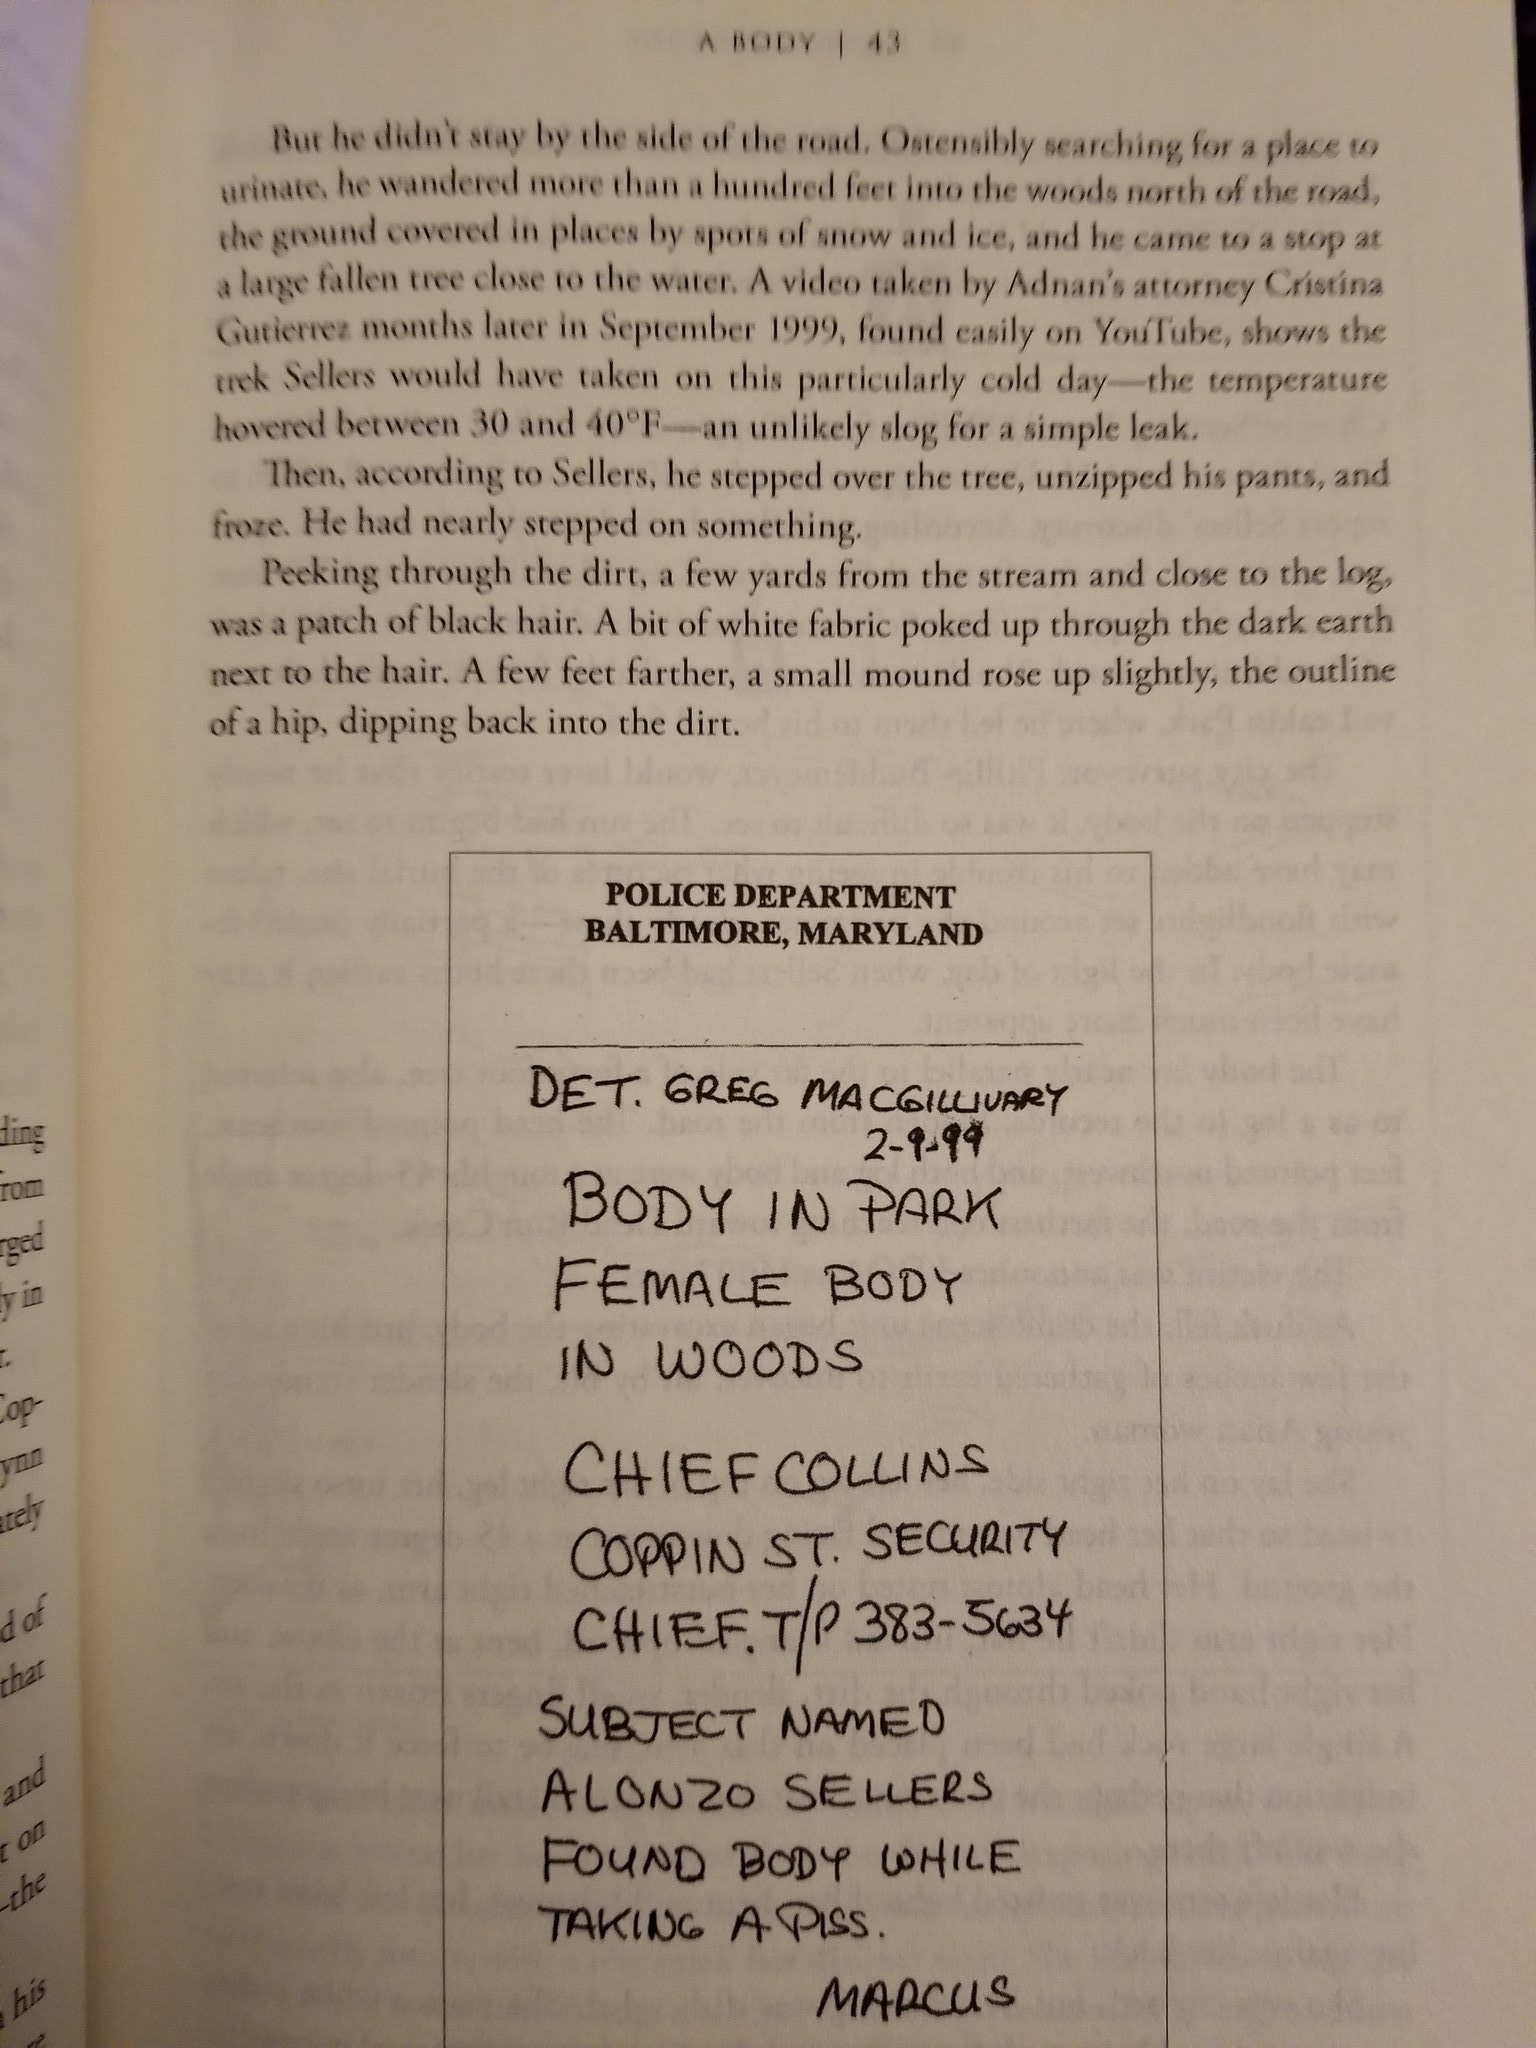 A BODY | 43
But he didn't stay by the side of the road. Ostensibly searching for a place to
urinate, he wandered more than a hundred feet into the woods north of the road,
the ground covered in places by spots of snow and ice, and he came to a stop at
a large fallen tree close to the water. A video taken by Adnan's attorney Cristina
Gutierrez months later in September 1999, found easily on YouTube, shows the
trek Sellers would have taken on this particularly cold day—the temperature
hovered between 30 and 40°F—an unlikely slog for a simple leak.
Then, according to Sellers, he stepped over the tree, unzipped his pants, and
froze. He had nearly stepped on something.
Peeking through the dirt, a few yards from the stream and close to the log,
was a patch of black hair. A bit of white fabric poked up through the dark earth
next to the hair. A few feet farther, a small mound rose up slightly, the outline
of a hip, dipping back into the dirt.
POLICE DEPARTMENT
BALTIMORE, MARYLAND
DET. GREG MACGILLIVARY
2-9-99
BODY IN PARK
FEMALE BODY
IN WOODS
CHIEF COLLINS
COPPIN ST. SECURITY
CHIEF. T/P 383-5634
SUBJECT NAMED
ALONZO SELLERS
FOUND BODY WHILE
TAKING A PISS.
MARCUS